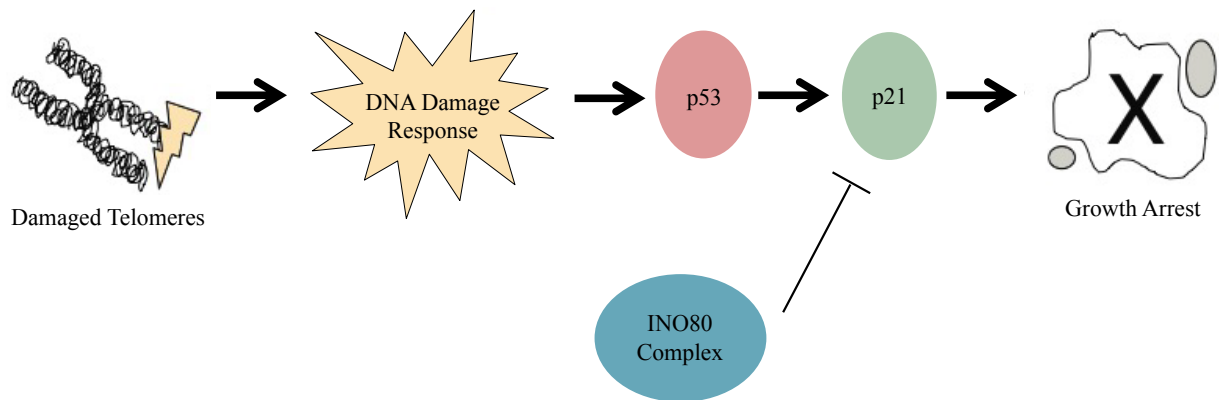 Damaged Telomeres
DNA Damage
Response
p53
p21
X
Growth Arrest
INO80
Complex